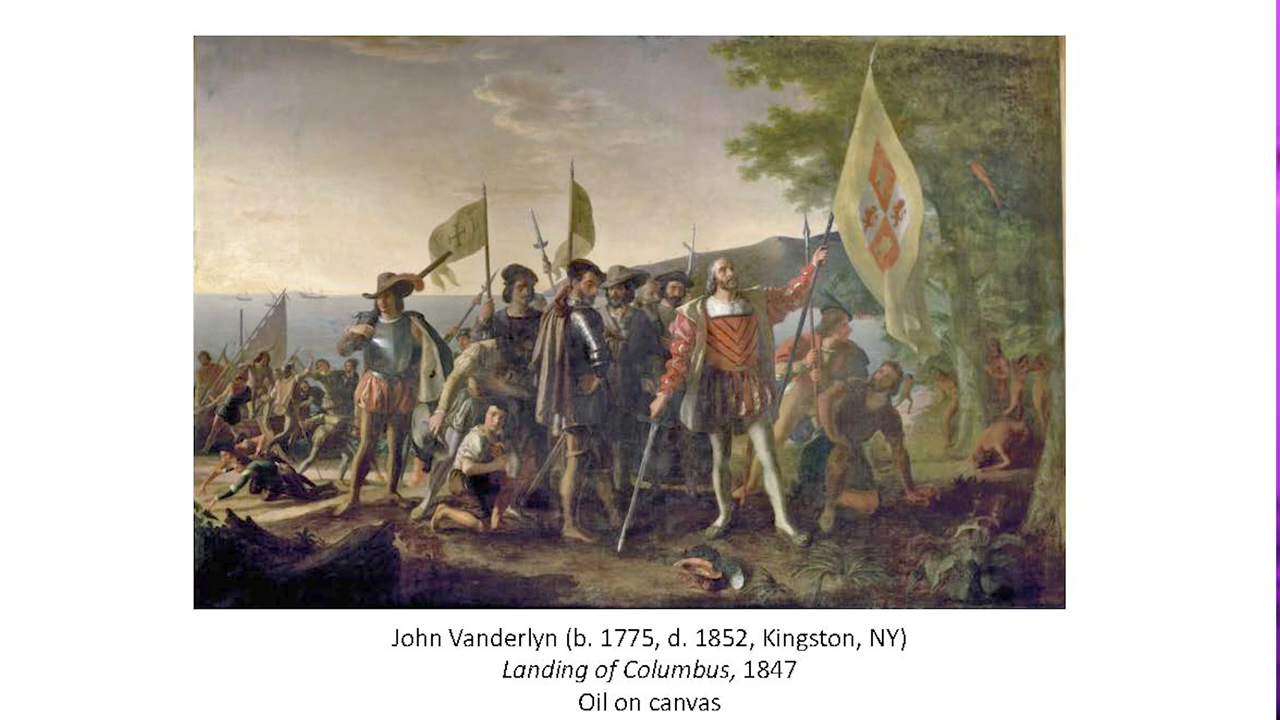 John Vanderlyn (b. 1775, d. 1852, Kingston, NY)
Landing of Columbus, 1847
Oil on canvas